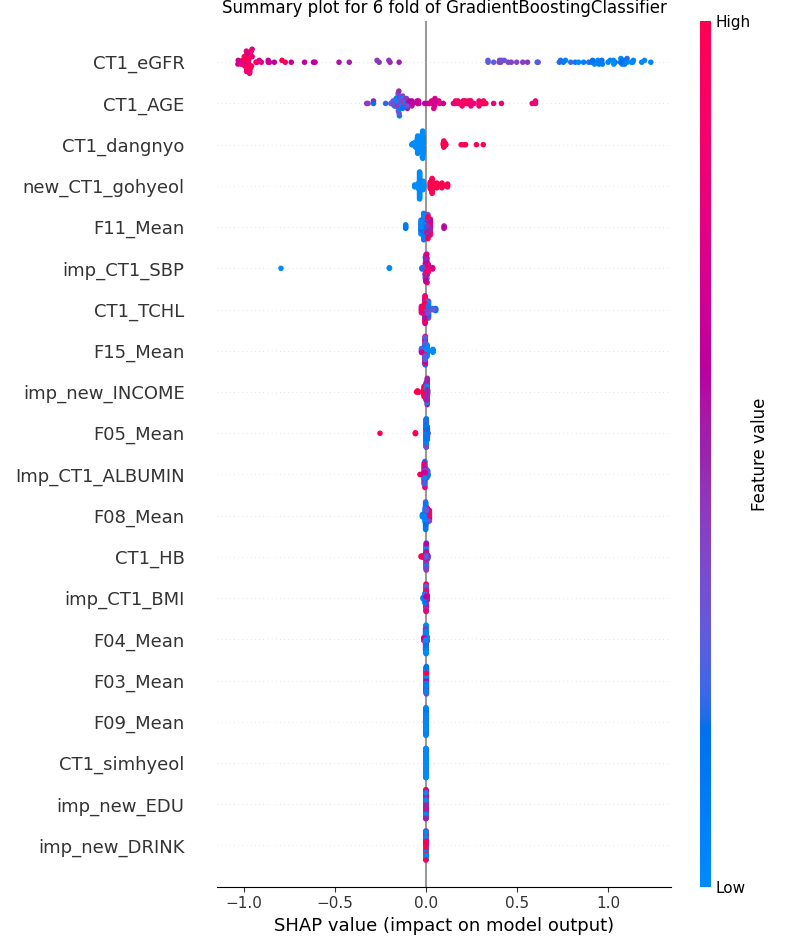 Summary plot for 6 fold of GradientBoostingClassifier
High
CT1_eGFR
CT1_AGE
CT1_dangnyo
new_CT1_gohyeol
F11_Mean
imp_CT1_SBP
CT1_TCHL
F15_Mean
imp_new_INCOME
F05_Mean
Imp_CT1_ALBUMIN
F08_Mean
CT1_HB
imp_CT1_BMI
F04_Mean
F03_Mean
F09_Mean
CT1_simhyeol
imp_new_EDU
imp_new_DRINK
Feature value
Low
−1.0 −0.5 0.0 0.5 1.0
SHAP value (impact on model output)